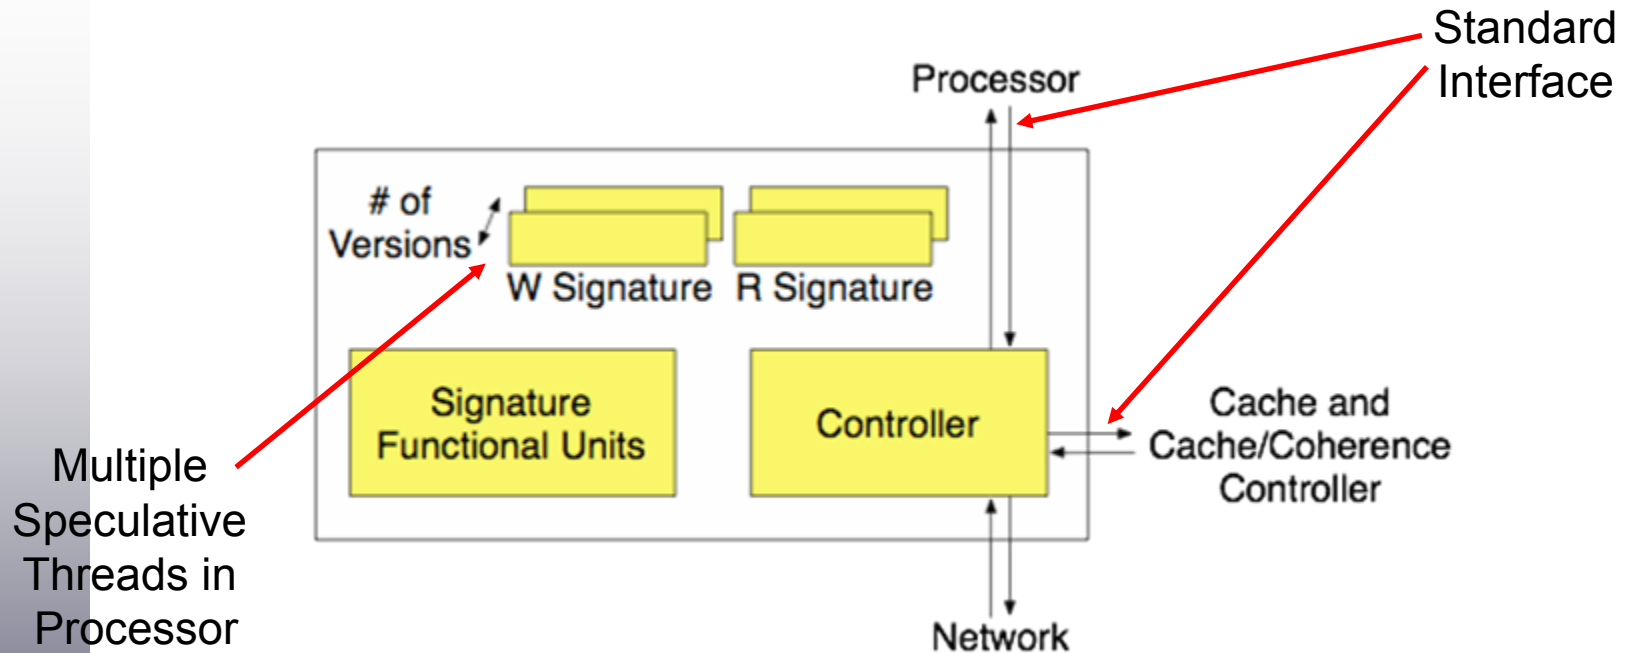 Standard
Interface
Processor
# of
Versions
W Signature
R Signature
Signature
Functional Units
Controller
Cache and
Cache/Coherence
Controller
Multiple
Speculative
Threads in
Processor
Network